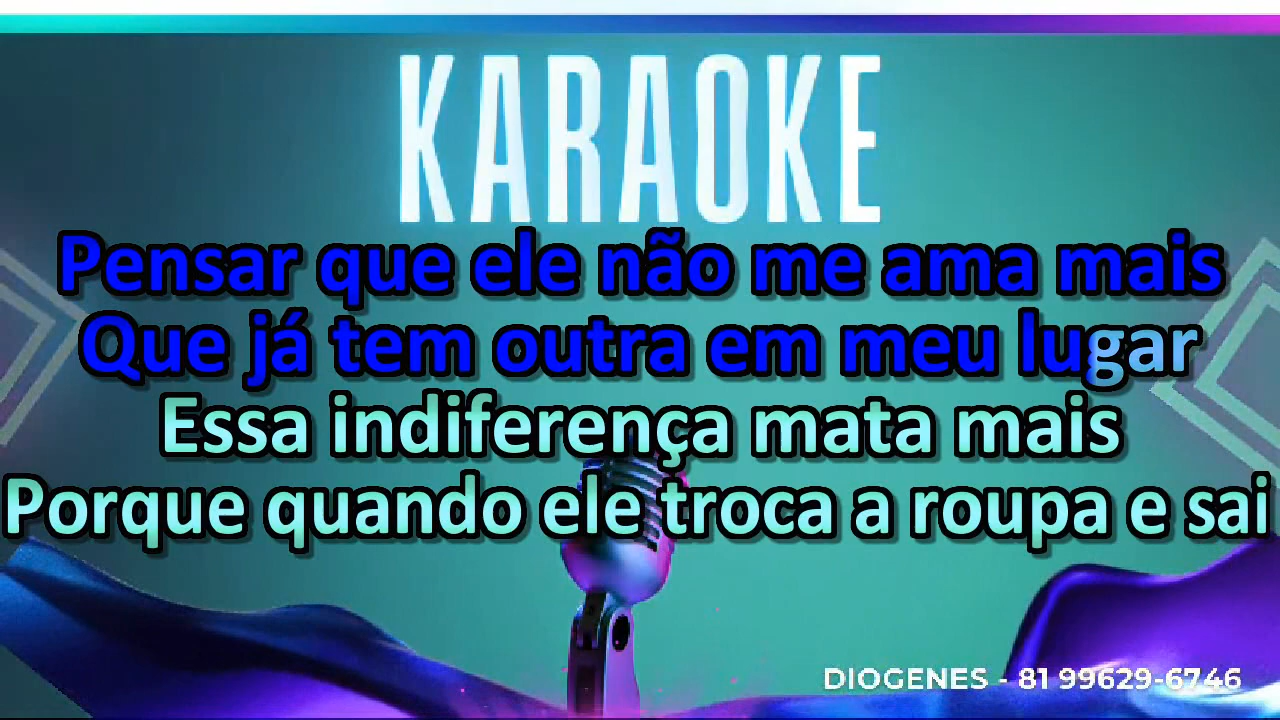 KARAOKE
Pensar que ele não me ama mais
Que já tem outra em meu lugar
Essa indiferença mata mais
Porque quando ele troca a roupa e sai
DIOGENES - 81 99629-6746